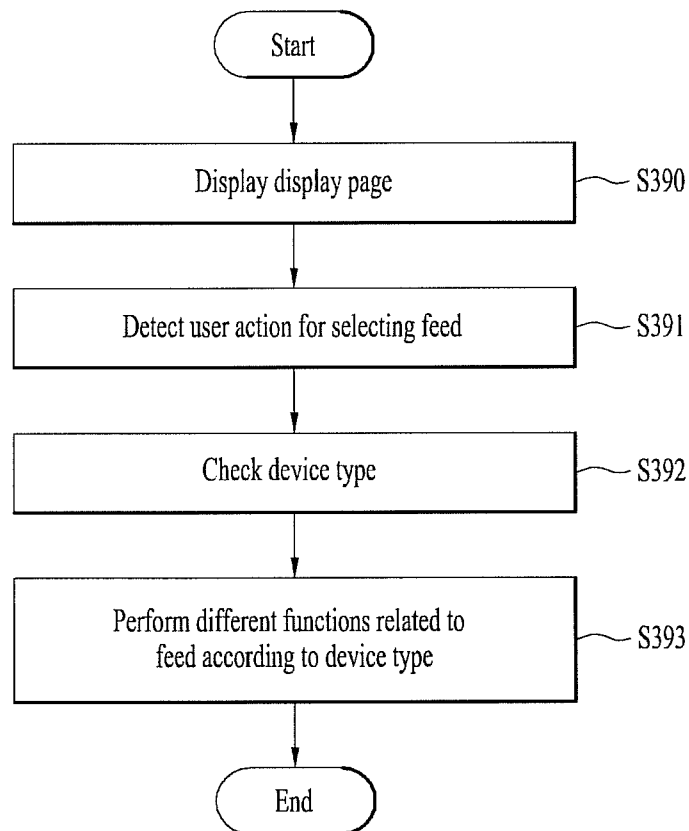 Start
Display display page
S390
Detect user action for selecting feed
S391
Check device type
S392
Perform different functions related to
feed according to device type
S393
End